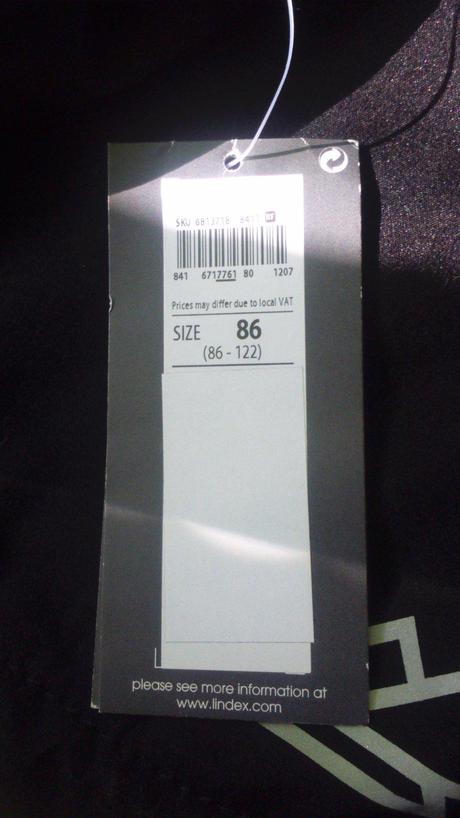 SKU 6813718 8411
841 6717761 80 1207
Prices may differ due to local VAT
SIZE 86
(86 - 122)
please see more information at
www.lindex.com